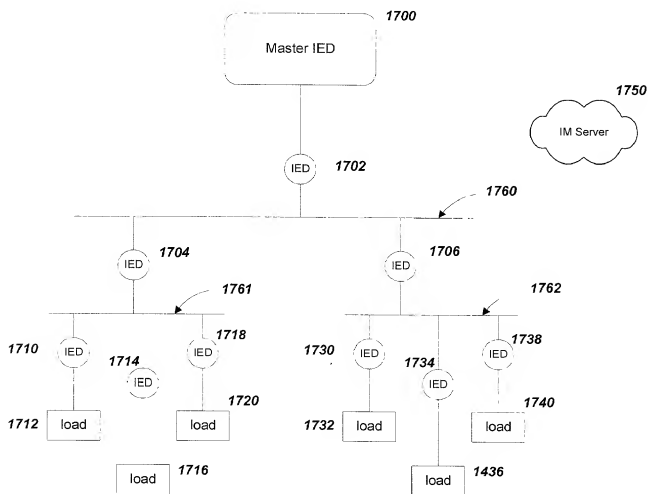 1700
Master IED
1750
IM Server
IED
1702
1760
1704
IED
1706
IED
1761
1762
1710
IED
1718
IED
1714
IED
1730
IED
1734
IED
1738
IED
1712
load
1720
load
1732
load
1740
load
load
1716
load
1436